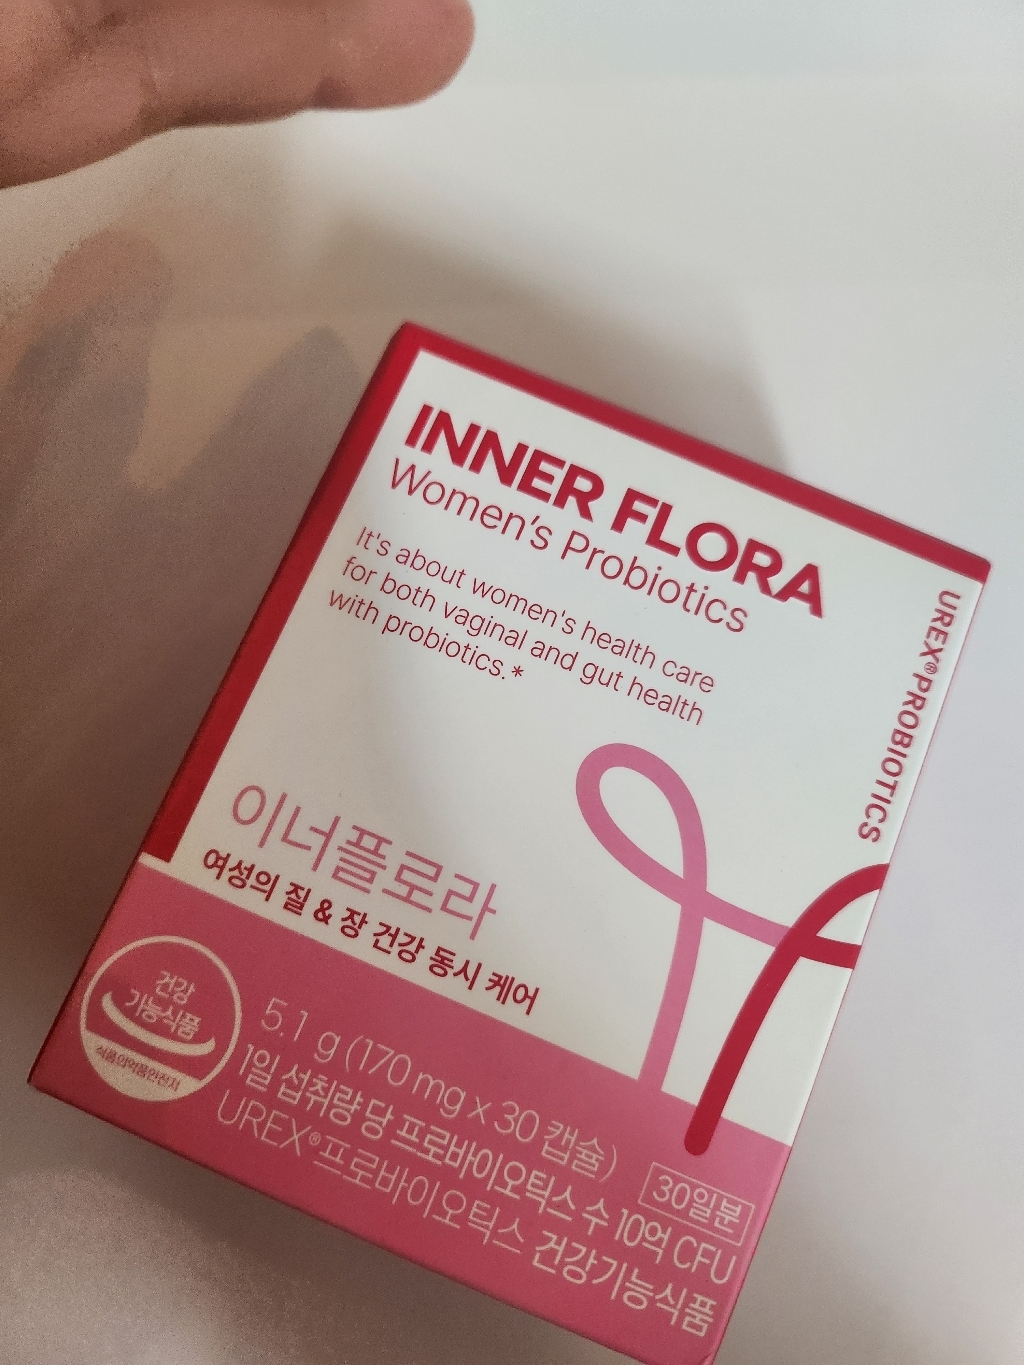 INNER FLORA
Women's Probiotics
It's about women's health care
for both vaginal and gut health
with probiotics.*
UREX® PROBIOTICS
이너플로라
여성의 질 & 장 건강 동시 케어
건강
기능식품
식품의약품안전처
5.1 g (170 mg x 30 캡슐)
30일분
1일 섭취량 당 프로바이오틱스 수 10억 CFU
UREX® 프로바이오틱스 건강기능식품